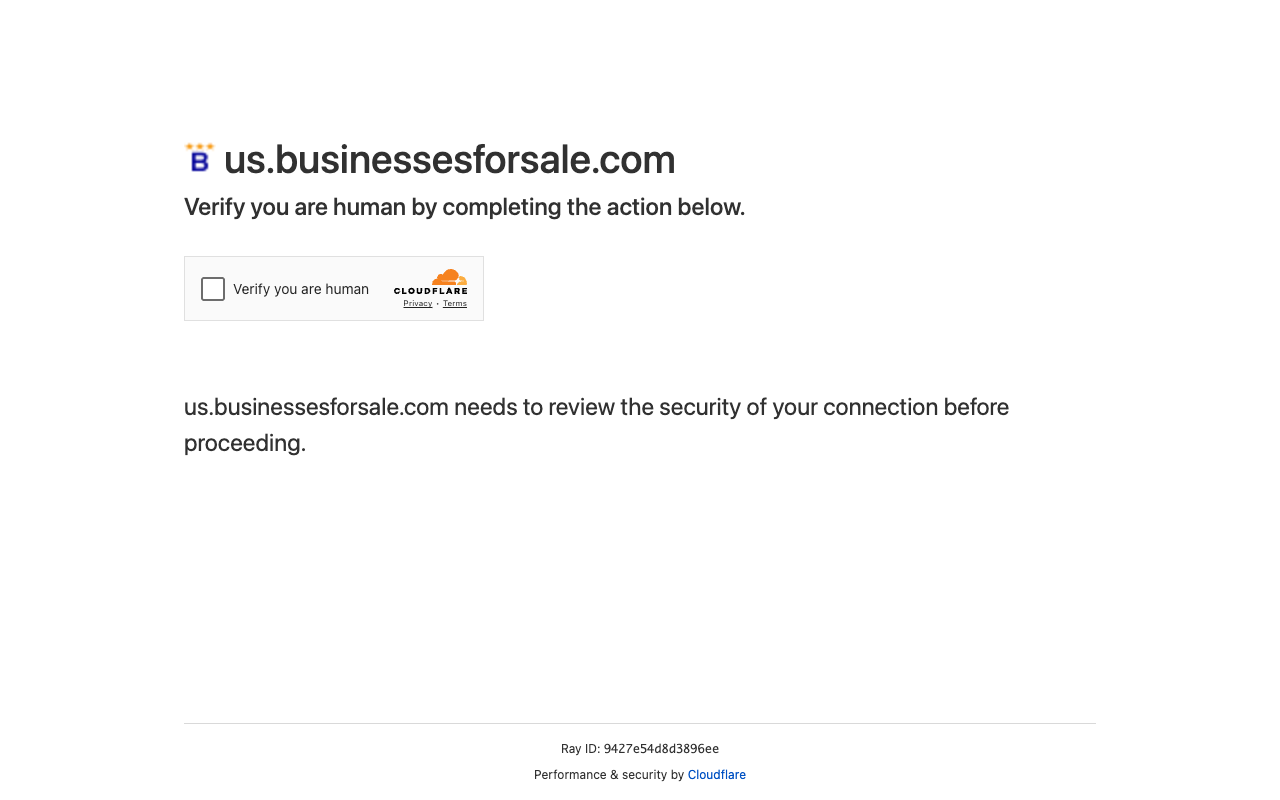 B us.businessesforsale.com
Verify you are human by completing the action below.
Verify you are human
CLOUDFLARE
Privacy • Terms
us.businessesforsale.com needs to review the security of your connection before
proceeding.
Ray ID: 9427e54d8d3896ee
Performance & security by Cloudflare